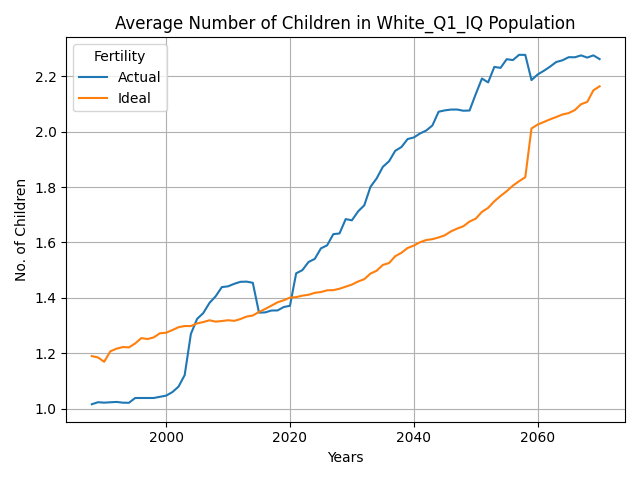 Average Number of Children in White_Q1_IQ Population
Fertility
Actual
Ideal
No. of Children
2.2
2.0
1.8
1.6
1.4
1.2
1.0
2000
2020
2040
2060
Years